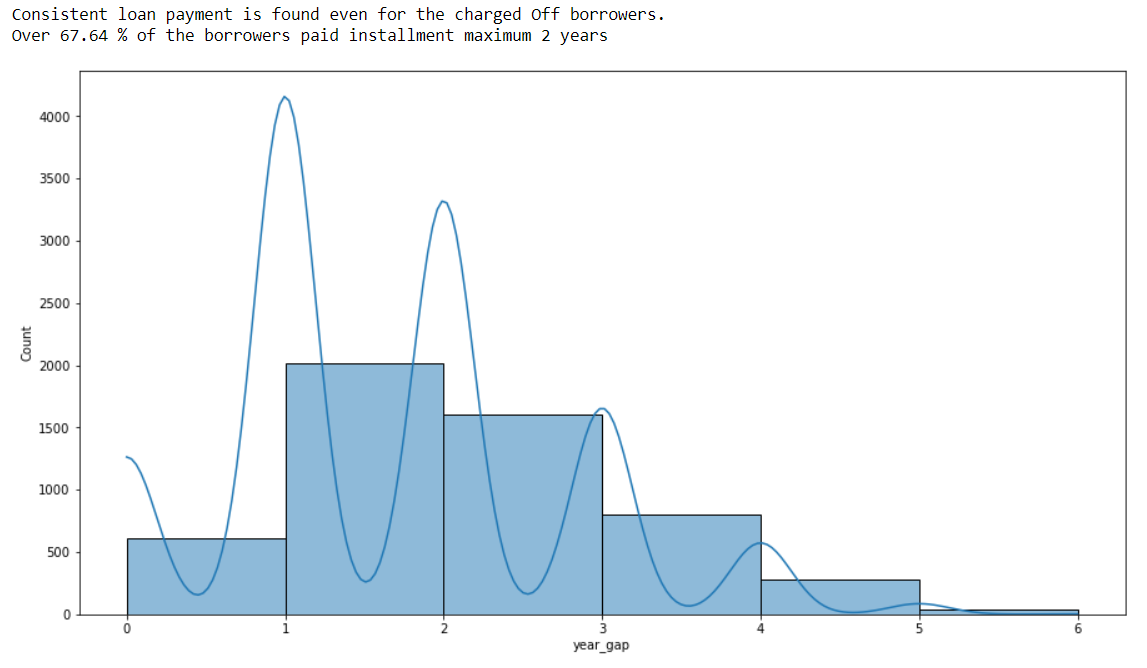 Consistent loan payment is found even for the charged Off borrowers.
Over 67.64 % of the borrowers paid installment maximum 2 years
4000
3500
3000
2500
2000
1500
1000
500
0
Count
0 1 2 3 4 5 6
year_gap